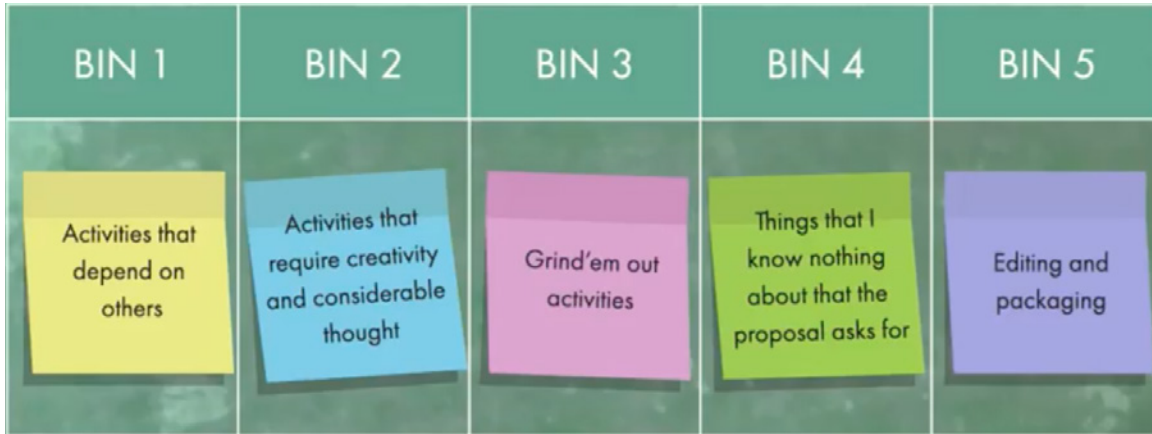 BIN 1
BIN 2
BIN 3
BIN 4
BIN 5
Activities that
depend on
others
Activities that
require creativity
and considerable
thought
Grind'em out
activities
Things that I
know nothing
about that the
proposal asks for
Editing and
packaging